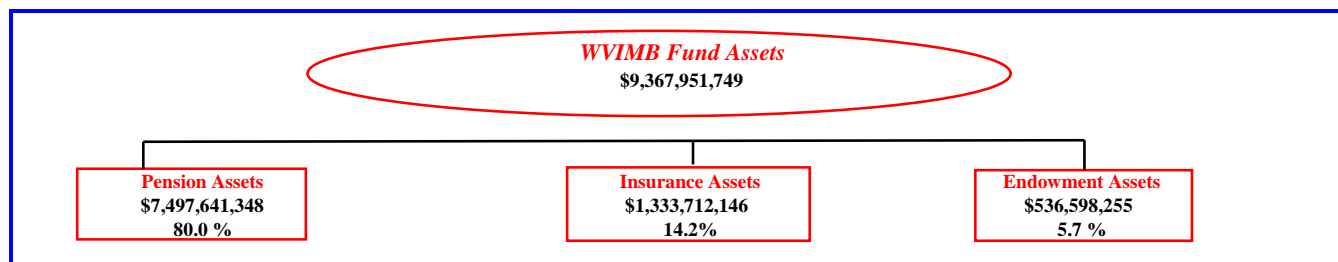 WVIMB Fund Assets
$9,367,951,749
Pension Assets
$7,497,641,348
80.0 %
Insurance Assets
$1,333,712,146
14.2%
Endowment Assets
$536,598,255
5.7 %